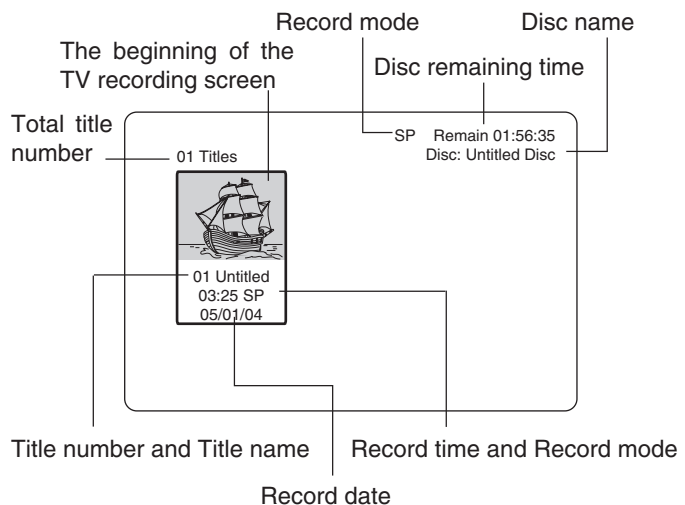 Record mode
Disc name
The beginning of the
TV recording screen
Disc remaining time
Total title
number
SP Remain 01:56:35
Disc: Untitled Disc
01 Titles
01 Untitled
03:25 SP
05/01/04
Title number and Title name
Record time and Record mode
Record date